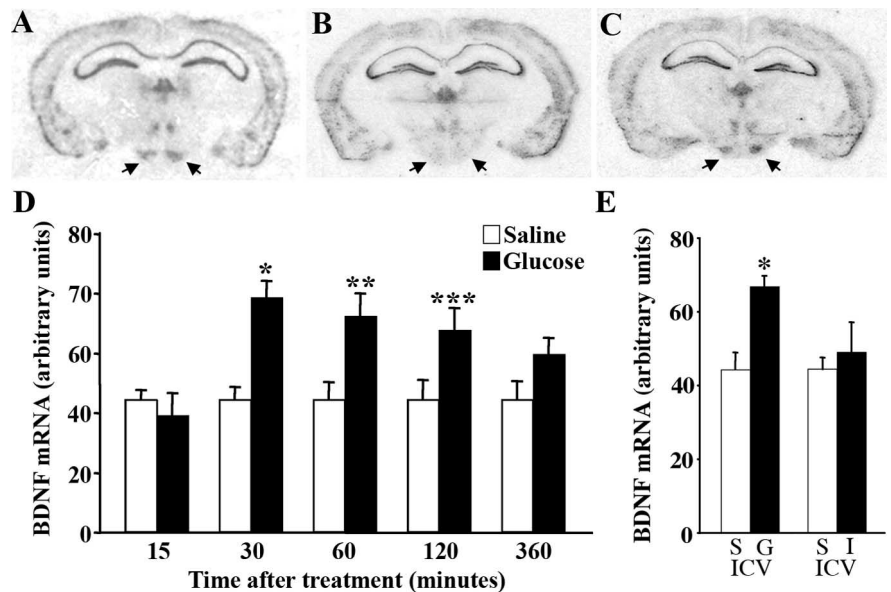 A B C
D
E
BDNF mRNA (arbitrary units)
80
70
60
40
20
0
Saline
Glucose
*
**
***
15 30 60 120 360
Time after treatment (minutes)
BDNF mRNA (arbitrary units)
80
60
40
20
0
*
S G S I
ICV ICV